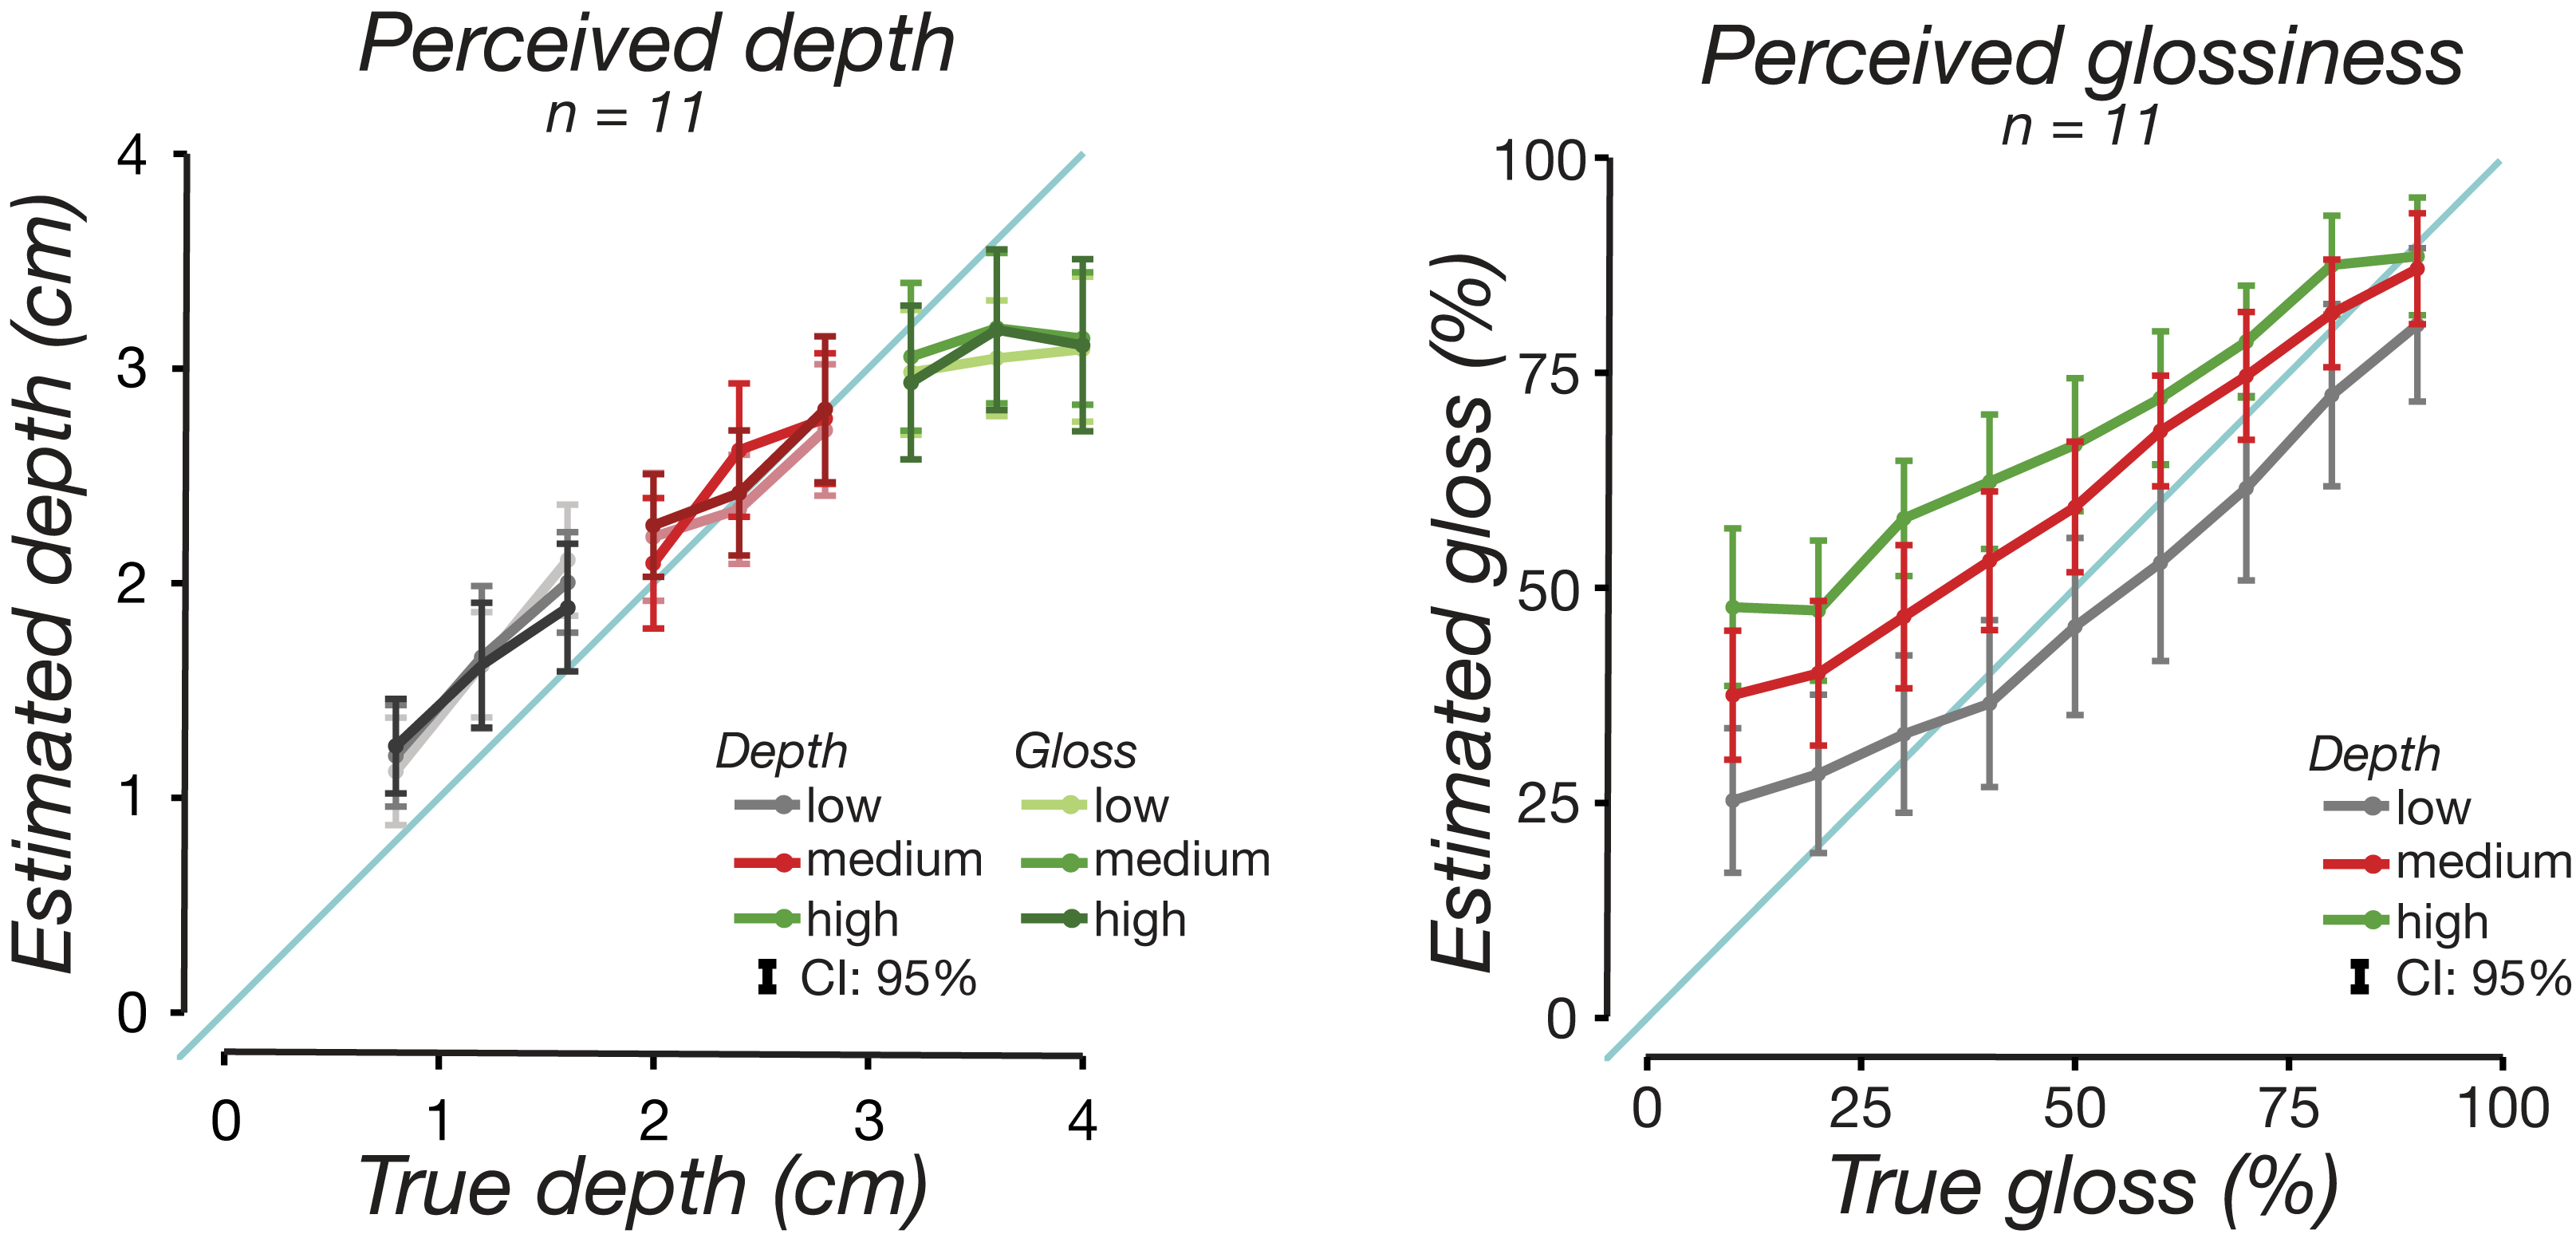 Perceived depth
n = 11
Estimated depth (cm)
4
3
2
1
0
Depth
low
medium
high
CI: 95%
Gloss
low
medium
high
0 1 2 3 4
True depth (cm)
Perceived glossiness
n = 11
Estimated gloss (%)
100
75
50
25
0
Depth
low
medium
high
CI: 95%
0 25 50 75 100
True gloss (%)